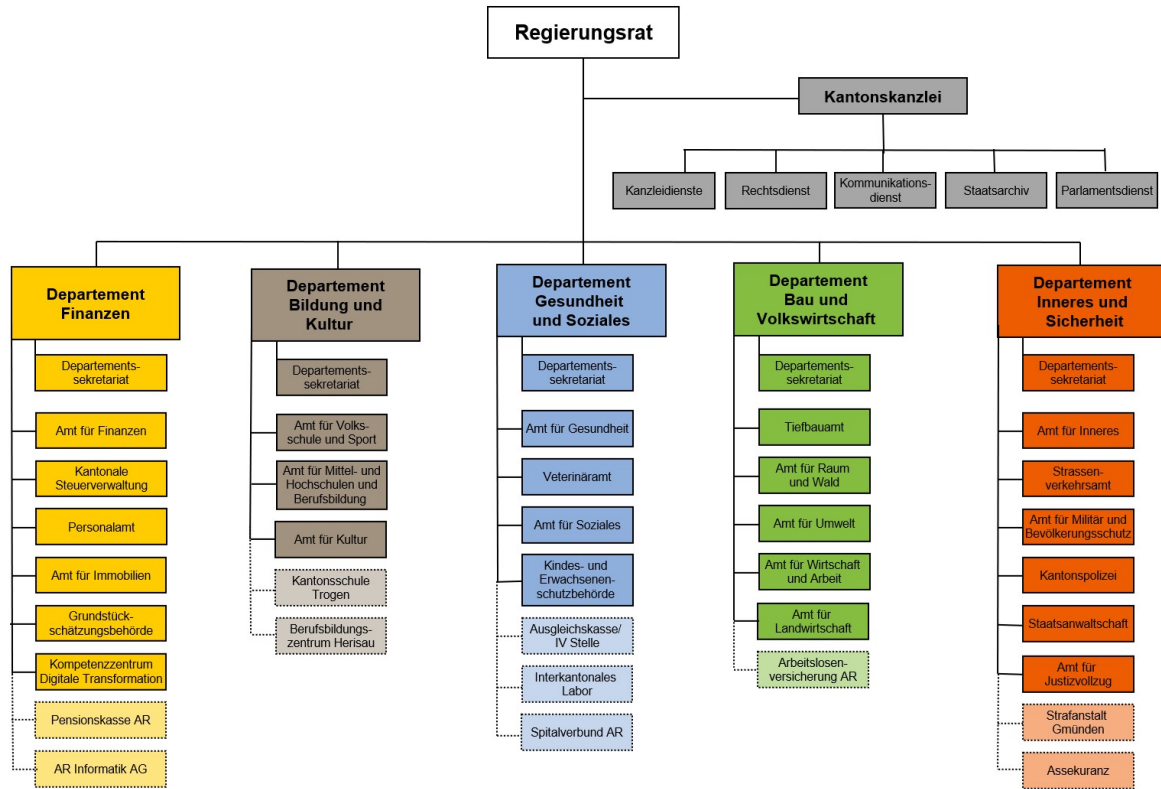 Regierungsrat
Kantonskanzlei
Kanzleidienste
Rechtsdienst
Kommunikations-
dienst
Staatsarchiv
Parlamentsdienst
Departement
Finanzen
Departements-
sekretariat
Amt für Finanzen
Kantonale
Steuerverwaltung
Personalamt
Amt für Immobilien
Grundstück-
schätzungsbehörde
Kompetenzzentrum
Digitale Transformation
Pensionskasse AR
AR Informatik AG
Departement
Bildung und
Kultur
Departements-
sekretariat
Amt für Volks-
schule und Sport
Amt für Mittel- und
Hochschulen und
Berufsbildung
Amt für Kultur
Kantonsschule
Trogen
Berufsbildungs-
zentrum Herisau
Departement
Gesundheit
und Soziales
Departements-
sekretariat
Amt für Gesundheit
Veterinäramt
Amt für Soziales
Kindes- und
Erwachsenen-
schutzbehörde
Ausgleichskasse/
IV Stelle
Interkantonales
Labor
Spitalverbund AR
Departement
Bau und
Volkswirtschaft
Departements-
sekretariat
Tiefbauamt
Amt für Raum
und Wald
Amt für Umwelt
Amt für Wirtschaft
und Arbeit
Amt für
Landwirtschaft
Arbeitslosen-
versicherung AR
Departement
Inneres und
Sicherheit
Departements-
sekretariat
Amt für Inneres
Strassen-
verkehrsamt
Amt für Militär und
Bevölkerungsschutz
Kantonspolizei
Staatsanwaltschaft
Amt für
Justizvollzug
Strafanstalt
Gmünden
Assekuranz